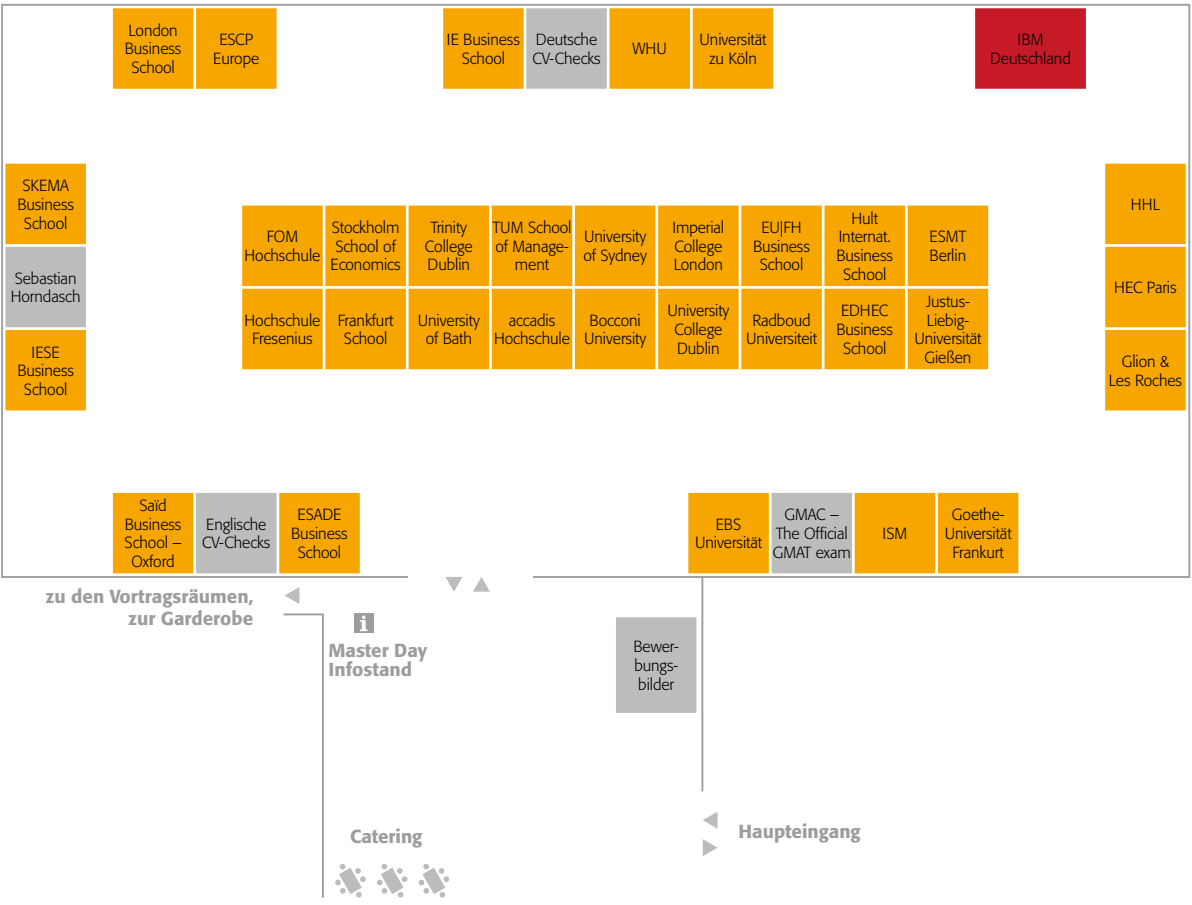 London
Business
School
ESCP
Europe
IE Business
School
Deutsche
CV-Checks
WHU
Universität
zu Köln
IBM
Deutschland
SKEMA
Business
School
Sebastian
Horndasch
IESE
Business
School
FOM
Hochschule
Stockholm
School of
Economics
Trinity
College
Dublin
TUM School
of Manage-
ment
University
of Sydney
Imperial
College
London
EU|FH
Business
School
Hult
Internat.
Business
School
ESMT
Berlin
Hochschule
Fresenius
Frankfurt
School
University
of Bath
accadis
Hochschule
Bocconi
University
University
College
Dublin
Radboud
Universiteit
EDHEC
Business
School
Justus-
Liebig-
Universität
Gießen
HHL
HEC Paris
Glion &
Les Roches
Saïd
Business
School –
Oxford
Englische
CV-Checks
ESADE
Business
School
EBS
Universität
GMAC –
The Official
GMAT exam
ISM
Goethe-
Universität
Frankurt
zu den Vortragsräumen,
zur Garderobe
i
Master Day
Infostand
Bewer-
bungs-
bilder
Catering
Haupteingang